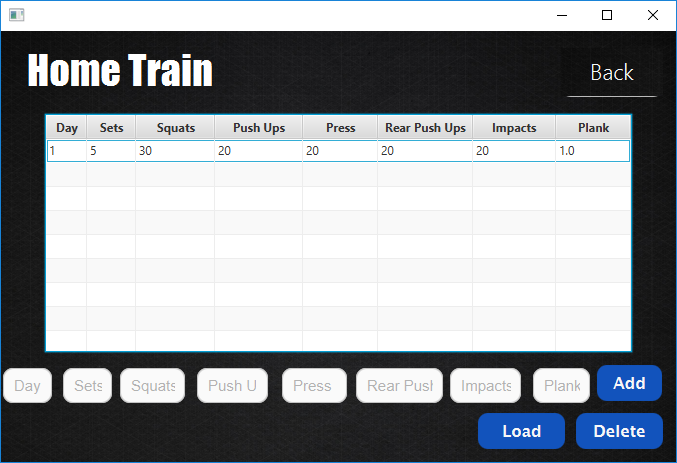 Home Train
Back
Day Sets Squats Push Ups Press Rear Push Ups Impacts Plank
1 5 30 20 20 20 20 1.0
Day Sets Squats Push U Press Rear Push Impacts Plank Add
Load Delete